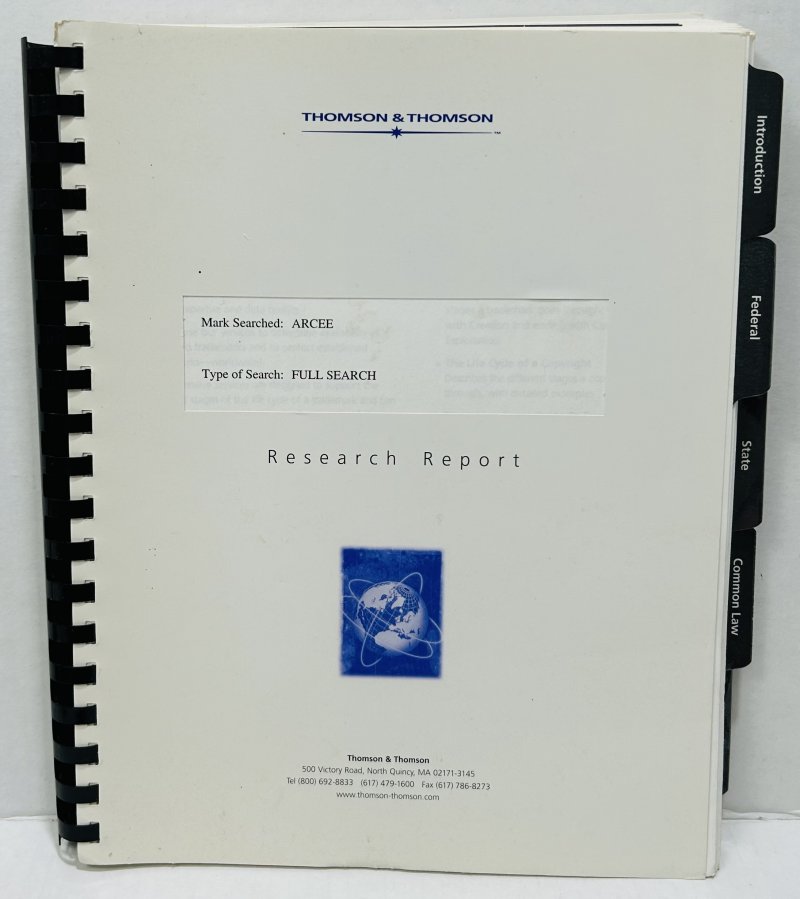 THOMSON & THOMSON
™
Mark Searched: ARCEE
Type of Search: FULL SEARCH
Research Report
Thomson & Thomson
500 Victory Road, North Quincy, MA 02171-3145
Tel (800) 692-8833 (617) 479-1600 Fax (617) 786-8273
www.thomson-thomson.com
Introduction
Federal
State
Common Law